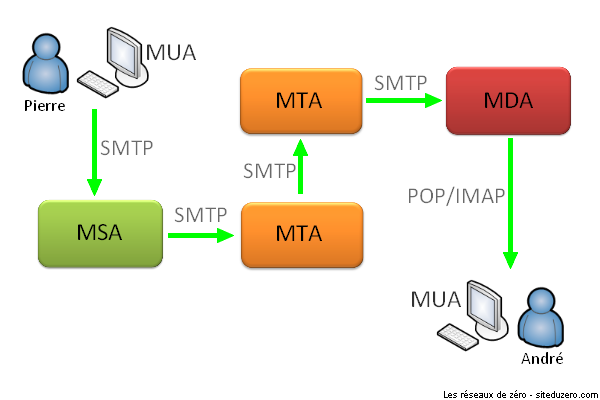 MUA
Pierre
SMTP
MSA
SMTP
MTA
SMTP
MTA
SMTP
MDA
POP/IMAP
MUA
André
Les réseaux de zéro - siteduzero.com